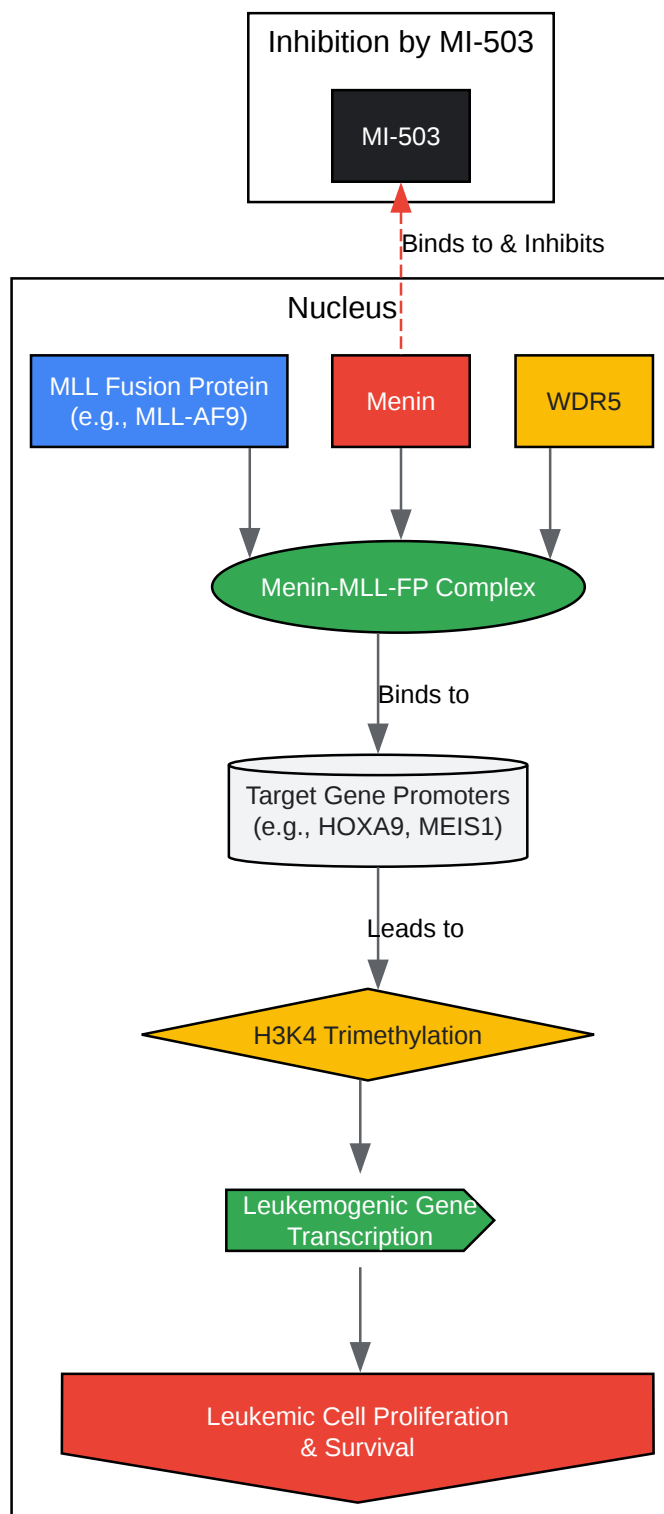 Inhibition by MI-503
MI-503
Binds to & Inhibits
Nucleus
MLL Fusion Protein
(e.g., MLL-AF9)
Menin
WDR5
Menin-MLL-FP Complex
Binds to
Target Gene Promoters
(e.g., HOXA9, MEIS1)
Leads to
H3K4 Trimethylation
Leukemogenic Gene
Transcription
Leukemic Cell Proliferation
& Survival